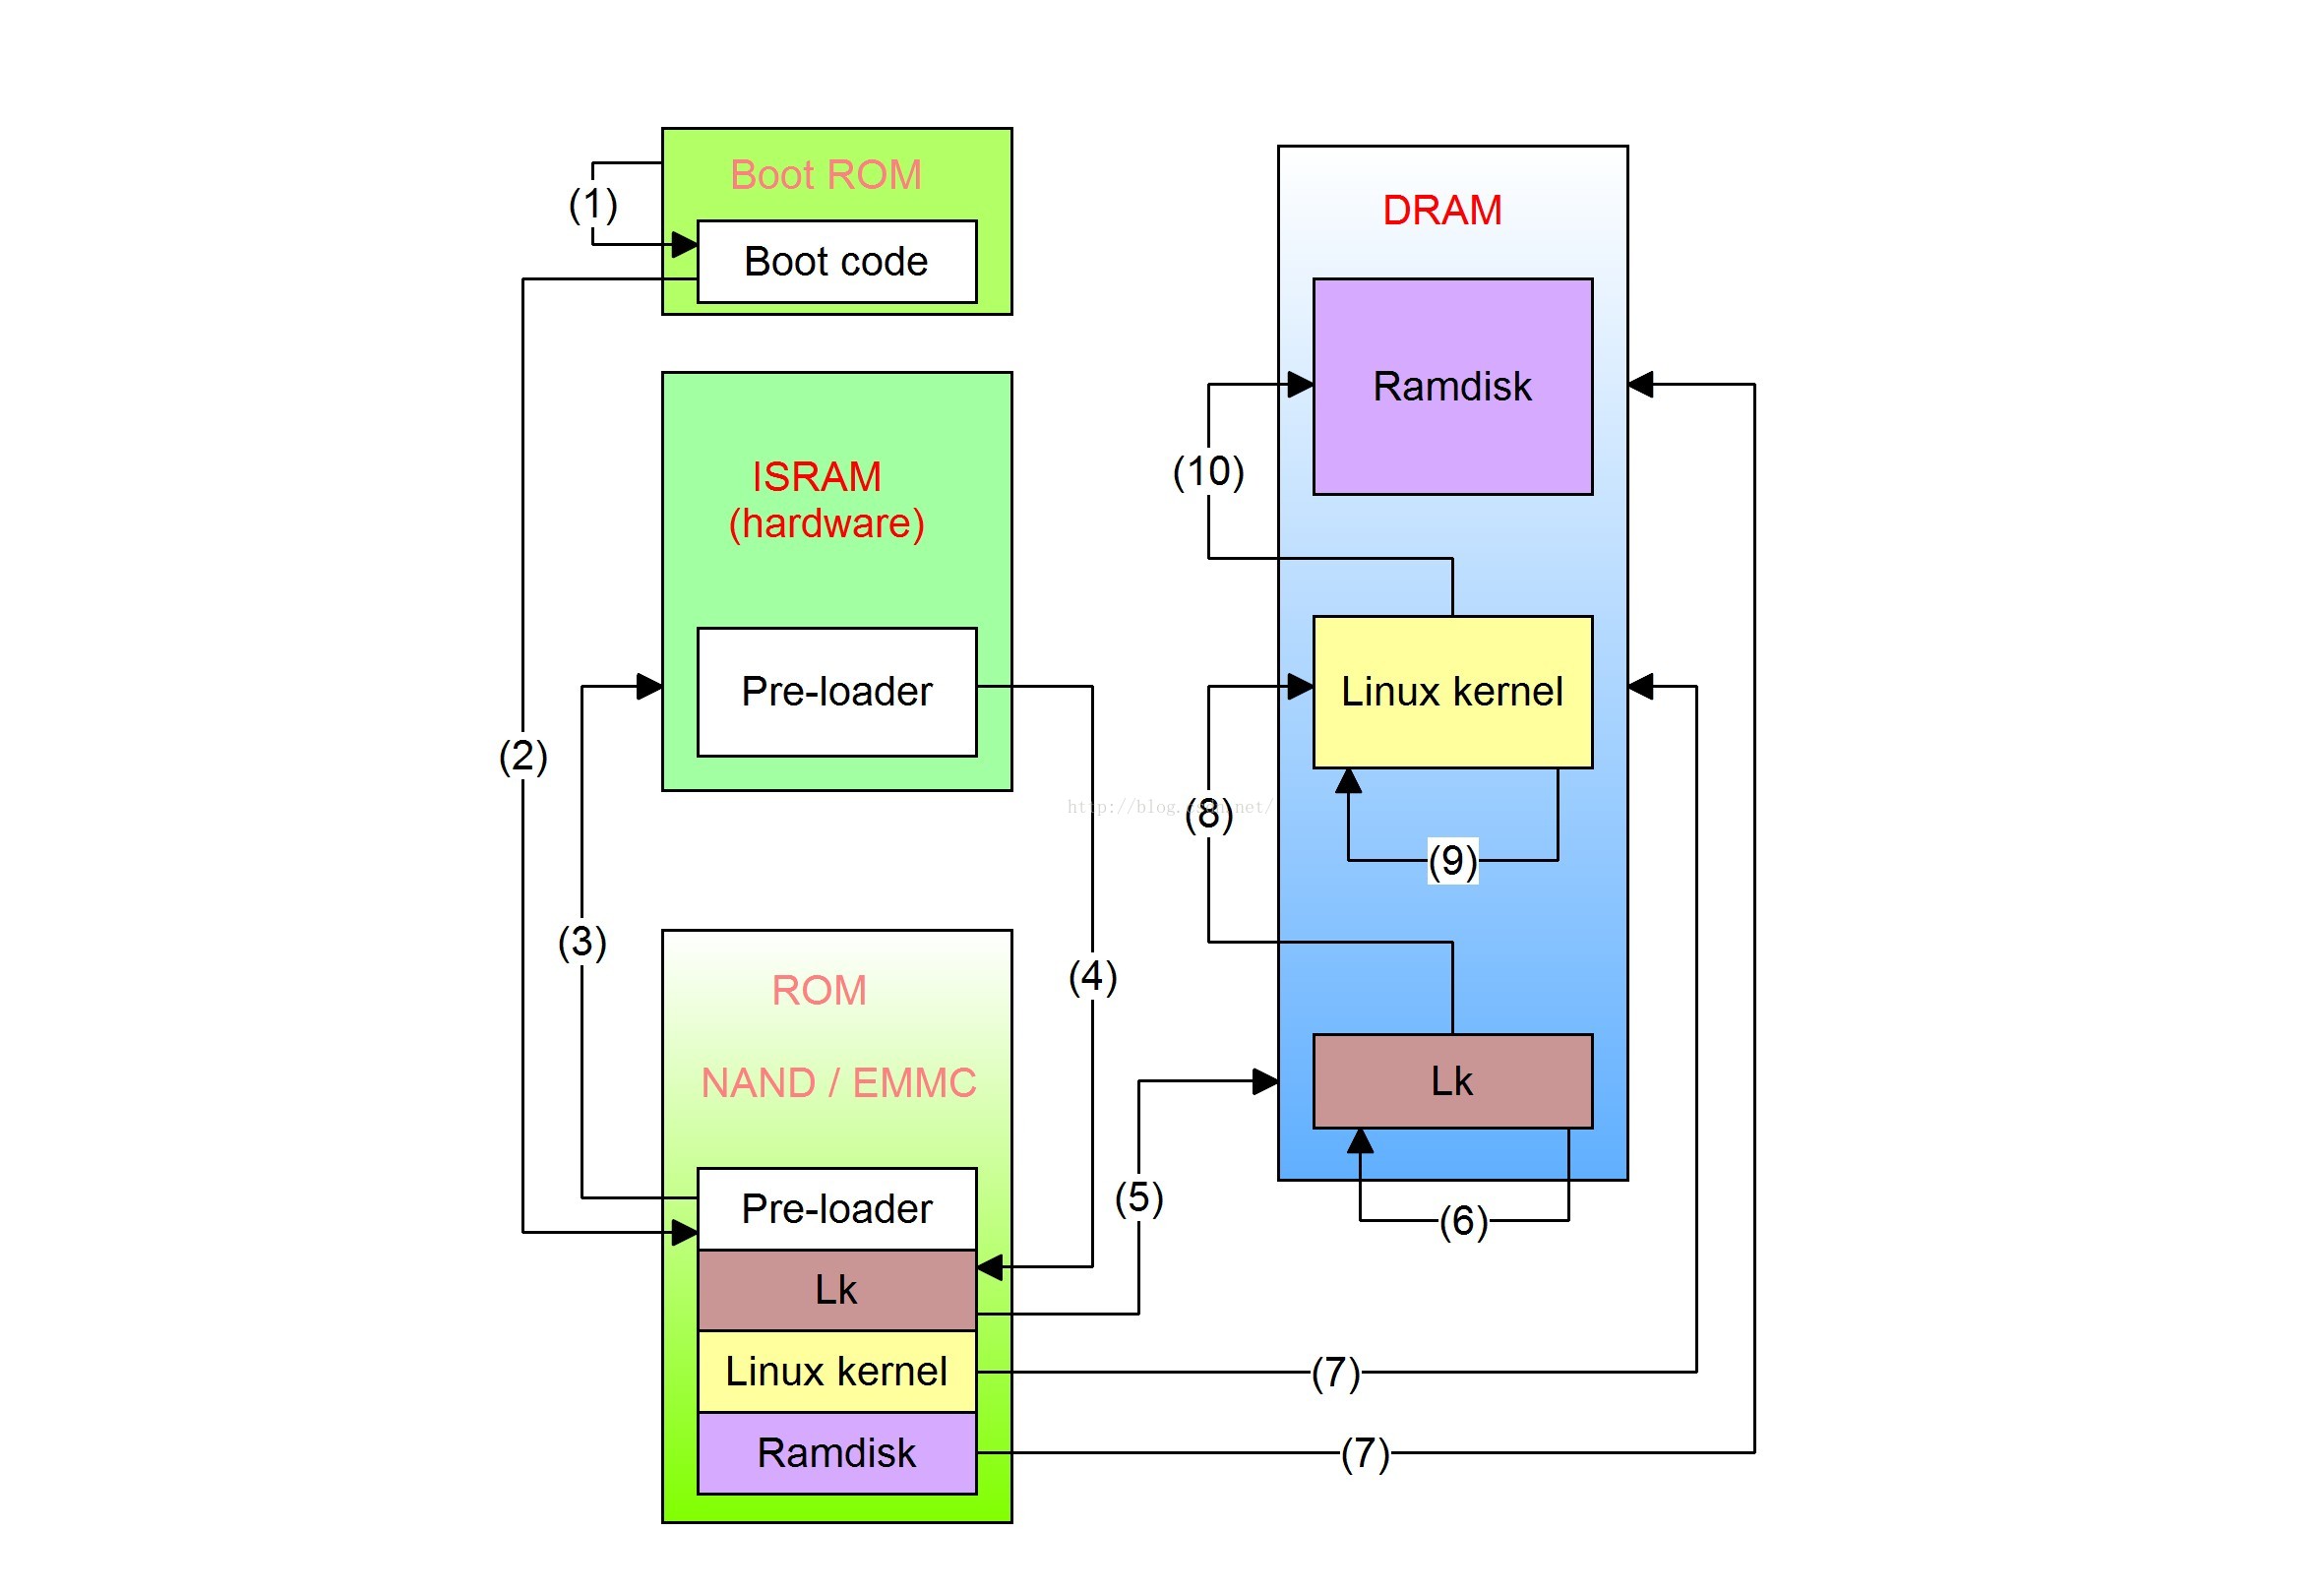 Boot ROM
(1)
Boot code
DRAM
Ramdisk
(10)
ISRAM
(hardware)
Pre-loader
Linux kernel
(2)
http://blog.csdn.net/
(8)
(9)
(3)
(4)
ROM
NAND / EMMC
Lk
(5)
(6)
Pre-loader
Lk
Linux kernel
(7)
Ramdisk
(7)